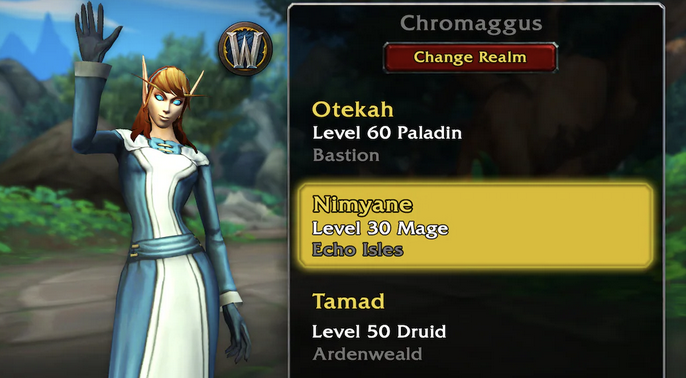 W
Chromaggus
Change Realm
Otekah
Level 60 Paladin
Bastion
Nimyane
Level 30 Mage
Echo Isles
Tamad
Level 50 Druid
Ardenweald